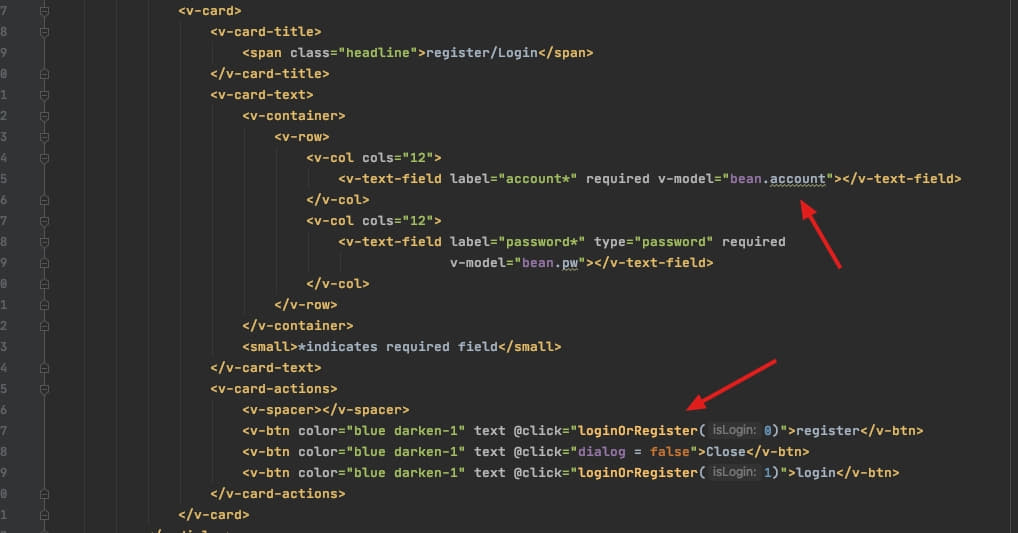 7 <v-card>
8 <v-card-title>
9 <span class="headline">register/Login</span>
0 </v-card-title>
1 <v-card-text>
2 <v-container>
3 <v-row>
4 <v-col cols="12">
5 <v-text-field label="account*" required v-model="bean.account"></v-text-field>
6 </v-col>
7 <v-col cols="12">
8 <v-text-field label="password*" type="password" required
9 v-model="bean.pw"></v-text-field>
0 </v-col>
1 </v-row>
2 </v-container>
3 <small>*indicates required field</small>
4 </v-card-text>
5 <v-card-actions>
6 <v-spacer></v-spacer>
7 <v-btn color="blue darken-1" text @click="loginOrRegister( isLogin: 0)">register</v-btn>
8 <v-btn color="blue darken-1" text @click="dialog = false">Close</v-btn>
9 <v-btn color="blue darken-1" text @click="loginOrRegister( isLogin: 1)">login</v-btn>
0 </v-card-actions>
1 </v-card>